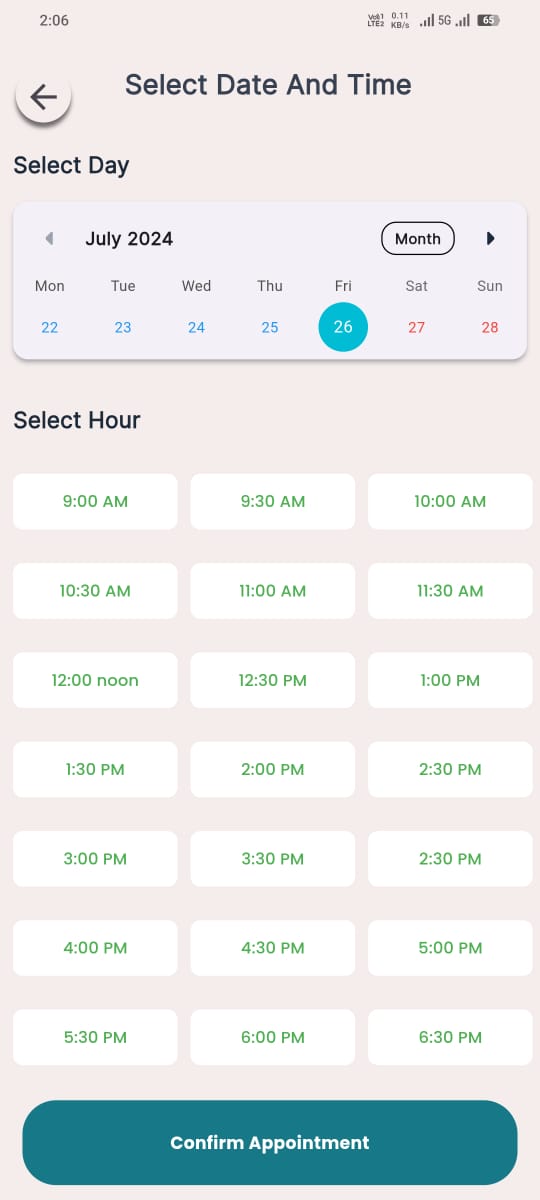 2:06 Vo)) 1 LTE2 0.11 KB/s 5G 65
Select Date And Time
Select Day
July 2024 Month
Mon Tue Wed Thu Fri Sat Sun
22 23 24 25 26 27 28
Select Hour
9:00 AM 9:30 AM 10:00 AM
10:30 AM 11:00 AM 11:30 AM
12:00 noon 12:30 PM 1:00 PM
1:30 PM 2:00 PM 2:30 PM
3:00 PM 3:30 PM 2:30 PM
4:00 PM 4:30 PM 5:00 PM
5:30 PM 6:00 PM 6:30 PM
Confirm Appointment